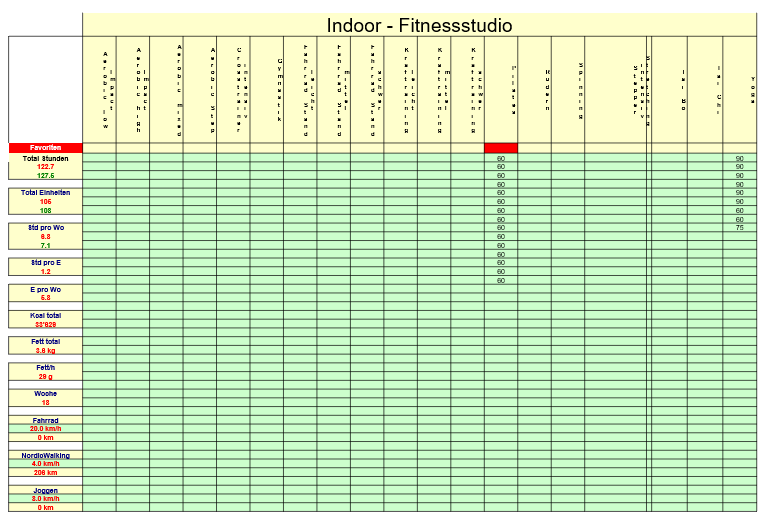 Indoor - Fitnessstudio
Aerobic low impact
Aerobic high impact
Aerobic mixed
Aerobic Step
Crosstrainer intensiv
Gymnastik
Fahrrad Stand leicht
Fahrrad Stand mittel
Fahrrad Stand schwer
Krafttraining leicht
Krafttraining mittel
Krafttraining schwer
Pilates
Rudern
Spinning
Stepper intensiv
Stretching
Tai Bo
Tai Chi
Yoga
Favoriten
Total Stunden 60 90
122.7 60 90
127.5 60 90
60 90
Total Einheiten 60 90
105 60 90
108 60 60
60 60
Std pro Wo 60 75
6.8 60
7.1 60
60
Std pro E 60
1.2 60
60
E pro Wo
5.8
Kcal total
33'829
Fett total
3.6 kg
Fett/h
29 g
Woche
18
Fahrrad
20.0 km/h
0 km
NordicWalking
4.0 km/h
206 km
Joggen
3.0 km/h
0 km